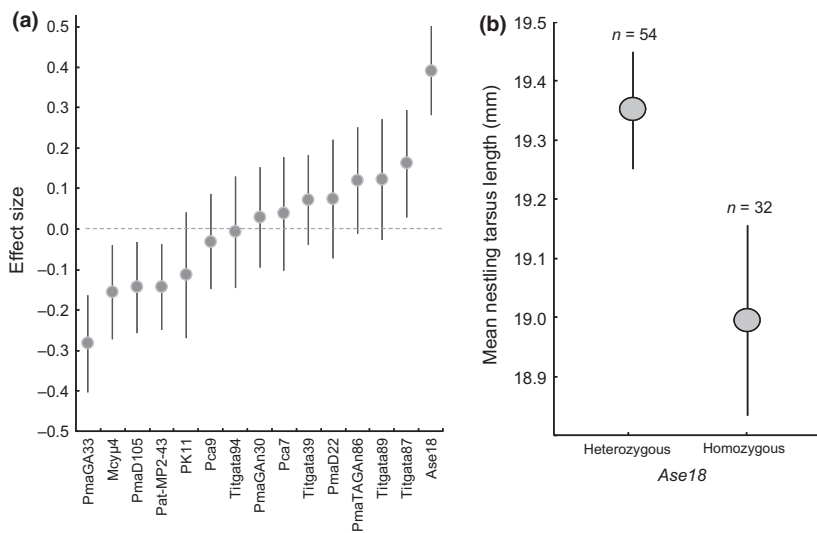 (a)
Effect size
0.5
0.4
0.3
0.2
0.1
0.0
–0.1
–0.2
–0.3
–0.4
–0.5
PmaGA33
Mcyµ4
PmaD105
Pat-MP2-43
PK11
Pca9
Titgata94
PmaGAn30
Pca7
Titgata39
PmaD22
PmaTAGAn86
Titgata89
Titgata87
Ase18
(b)
Mean nestling tarsus length (mm)
19.5
19.4
19.3
19.2
19.1
19.0
18.9
n = 54
n = 32
Heterozygous
Homozygous
Ase18